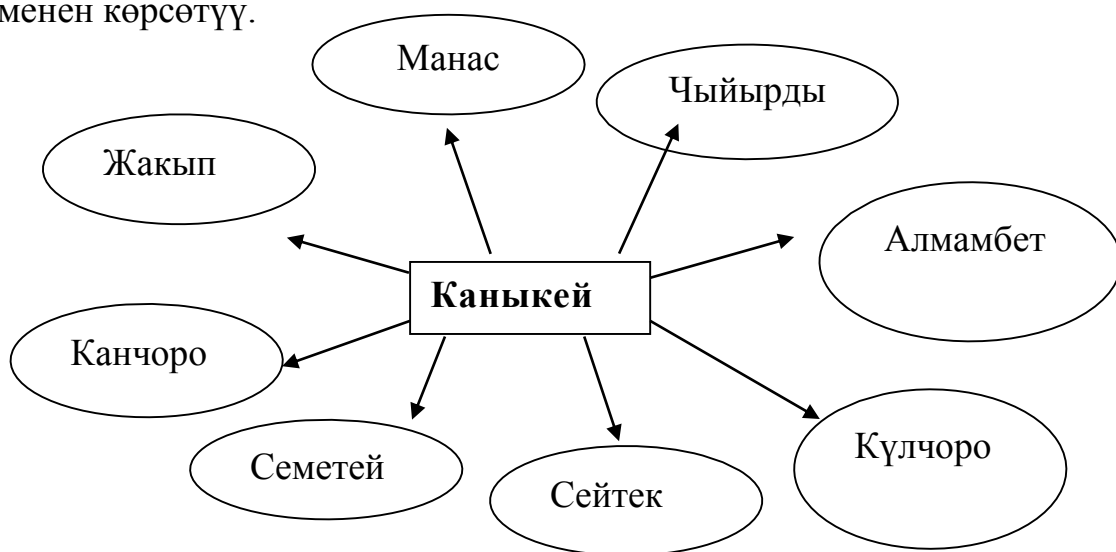 менен көрсөтүү.
Манас
Чыйырды
Жакып
Алмамбет
Каныкей
Канчоро
Күлчоро
Семетей
Сейтек